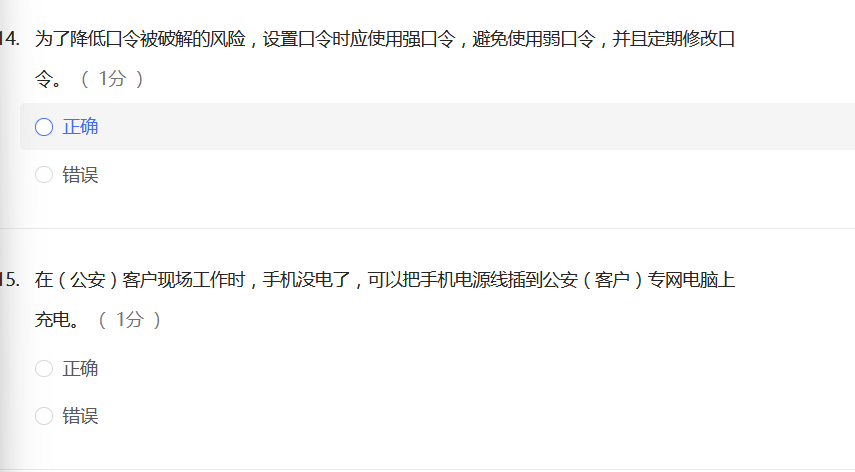 14. 为了降低口令被破解的风险，设置口令时应使用强口令，避免使用弱口令，并且定期修改口
令。（ 1分 ）
正确
错误
15. 在（公安）客户现场工作时，手机没电了，可以把手机电源线插到公安（客户）专网电脑上
充电。（ 1分 ）
正确
错误